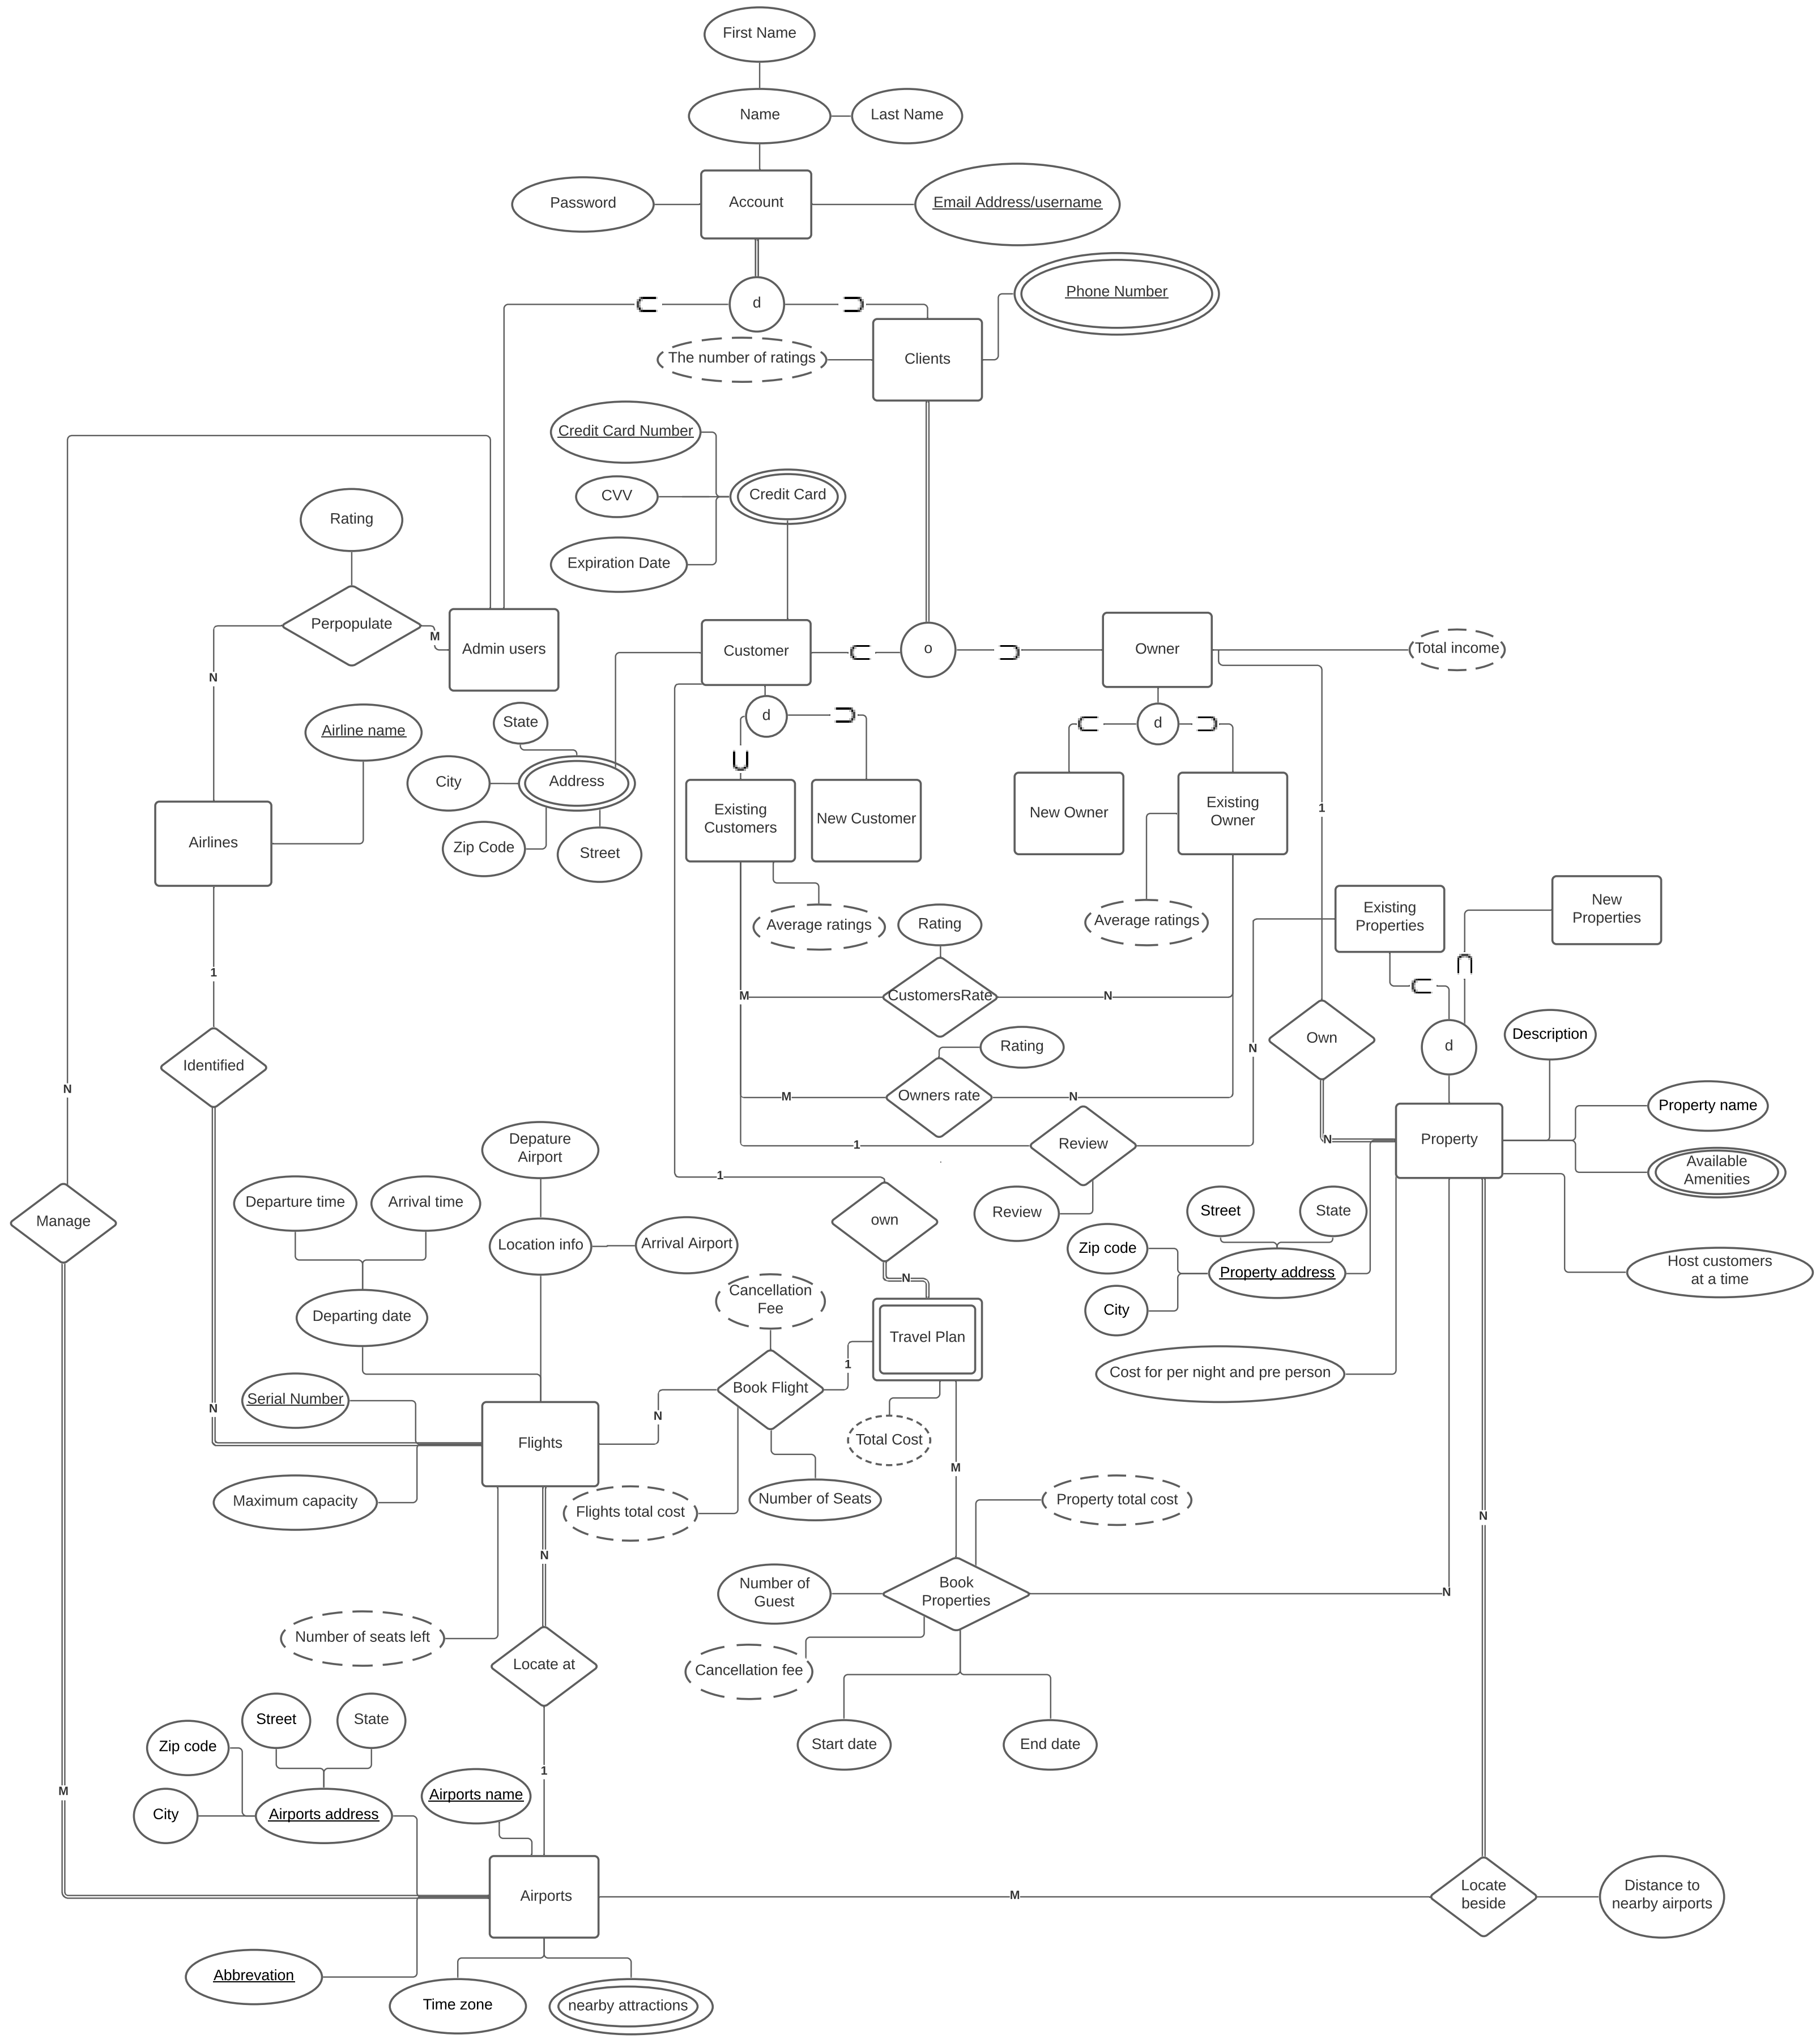 First Name
Name
Last Name
Password
Account
Email Address/username
d
Phone Number
The number of ratings
Clients
Credit Card Number
CVV
Credit Card
Expiration Date
Rating
Perpopulate
M
Admin users
N
Customer
o
Owner
Total income
Airline name
State
City
Address
Zip Code
Street
Airlines
d
Existing
Customers
New Customer
d
New Owner
Existing
Owner
1
Average ratings
Rating
Average ratings
Existing
Properties
New
Properties
M
CustomersRate
N
1
Identified
Rating
M
Owners rate
N
Own
d
Description
N
N
Depature
Airport
1
Review
N
Property
Property name
Available
Amenities
1
Manage
Departure time
Arrival time
Location info
Arrival Airport
own
Review
Street
State
Zip code
Property address
City
Host customers
at a time
N
Departing date
Cancellation
Fee
Travel Plan
1
Book Flight
Cost for per night and pre person
Serial Number
N
N
Flights
Total Cost
M
Maximum capacity
Flights total cost
Number of Seats
Property total cost
N
N
Number of
Guest
Book
Properties
N
Number of seats left
Locate at
Cancellation fee
Start date
End date
Street
State
Zip code
City
Airports address
M
1
Airports name
Airports
M
Locate
beside
Distance to
nearby airports
Abbrevation
Time zone
nearby attractions